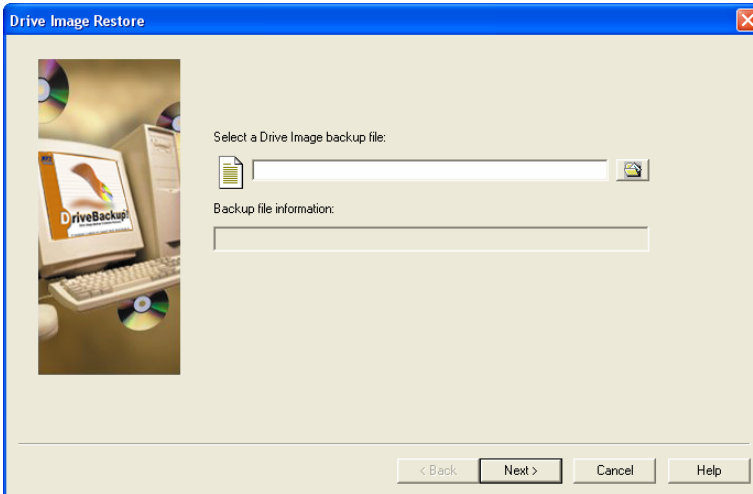 Drive Image Restore
Select a Drive Image backup file:
DriveBackup!
Backup file information:
< Back
Next >
Cancel
Help